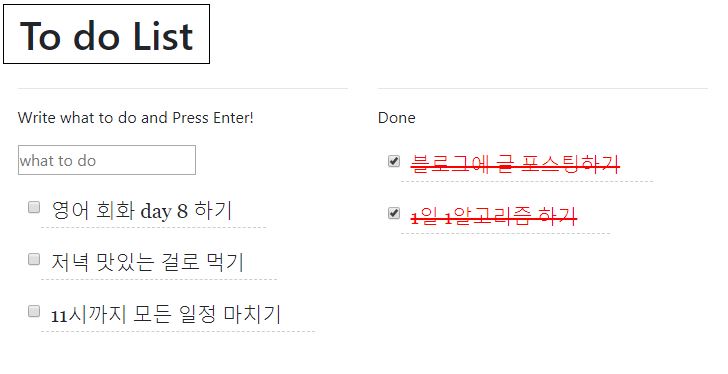 To do List
Write what to do and Press Enter!
what to do
영어 회화 day 8 하기
저녁 맛있는 걸로 먹기
11시까지 모든 일정 마치기
Done
블로그에 글 포스팅하기
1일 1알고리즘 하기